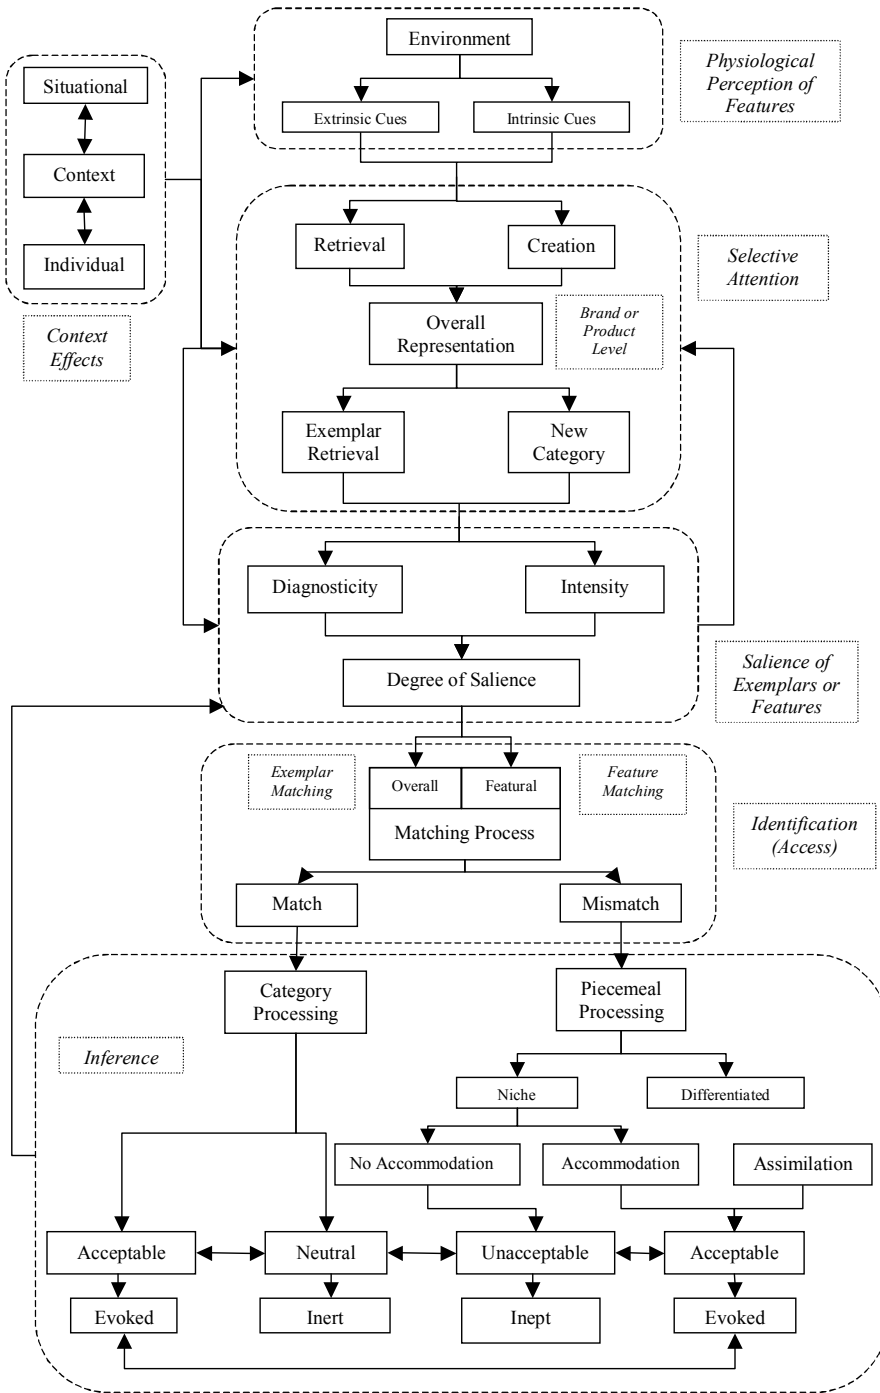 Environment
Physiological
Perception of
Features
Situational
Extrinsic Cues
Intrinsic Cues
Context
Individual
Retrieval
Creation
Selective
Attention
Context
Effects
Overall
Representation
Brand or
Product
Level
Exemplar
Retrieval
New
Category
Diagnosticity
Intensity
Degree of Salience
Salience of
Exemplars or
Features
Exemplar
Matching
Overall
Featural
Feature
Matching
Matching Process
Identification
(Access)
Match
Mismatch
Category
Processing
Piecemeal
Processing
Inference
Niche
Differentiated
No Accommodation
Accommodation
Assimilation
Acceptable
Neutral
Unacceptable
Acceptable
Evoked
Inert
Inept
Evoked